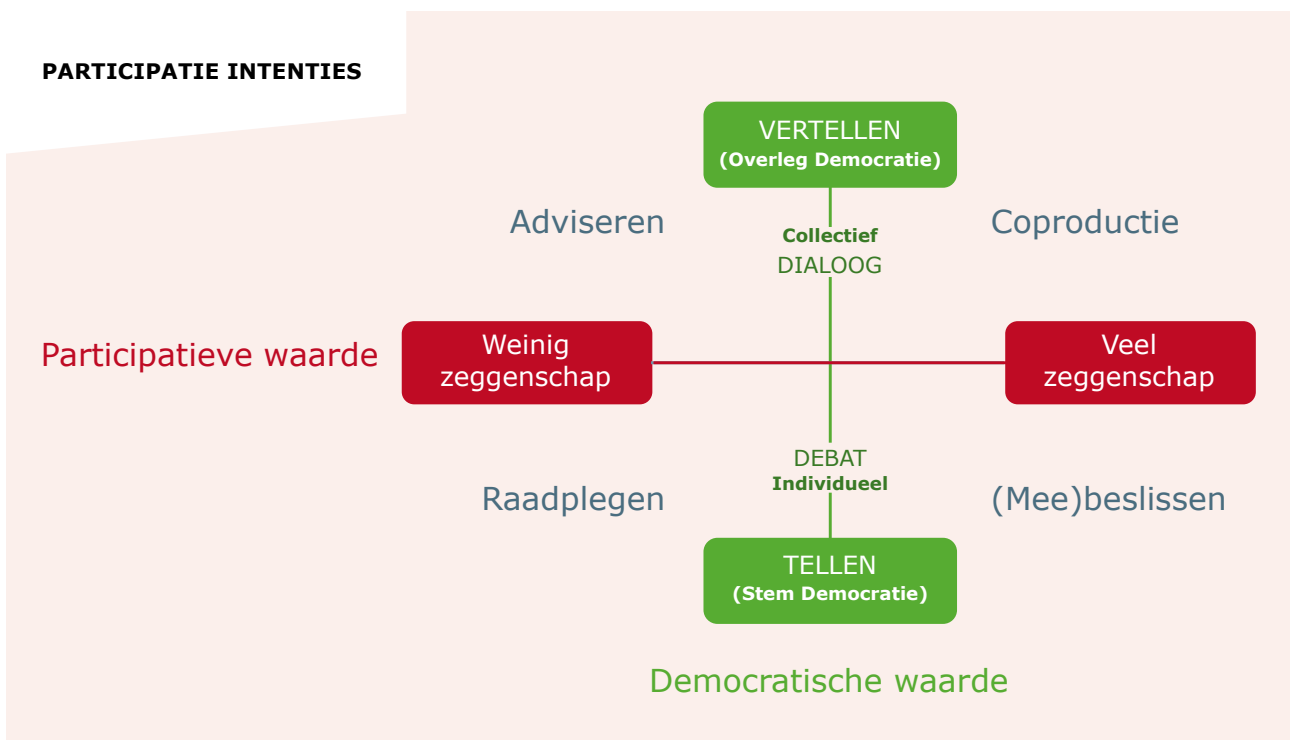 PARTICIPATIE INTENTIES
VERTELLEN
(Overleg Democratie)
Adviseren
Collectief
DIALOOG
Coproductie
Participatieve waarde
Weinig
zeggenschap
Veel
zeggenschap
Raadplegen
DEBAT
Individueel
(Mee)beslissen
TELLEN
(Stem Democratie)
Democratische waarde